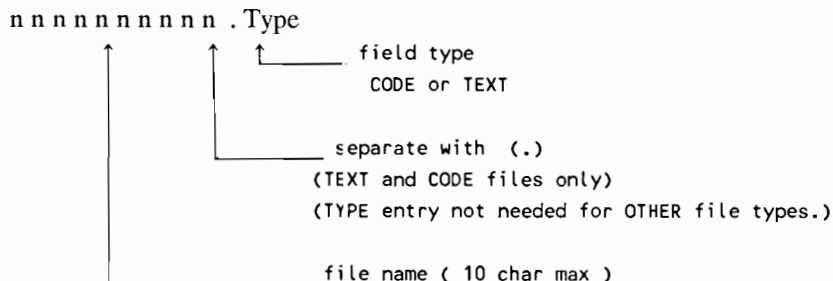 n n n n n n n n n n . Type
field type
CODE or TEXT
separate with (.)
(TEXT and CODE files only)
(TYPE entry not needed for OTHER file types.)
file name ( 10 char max )